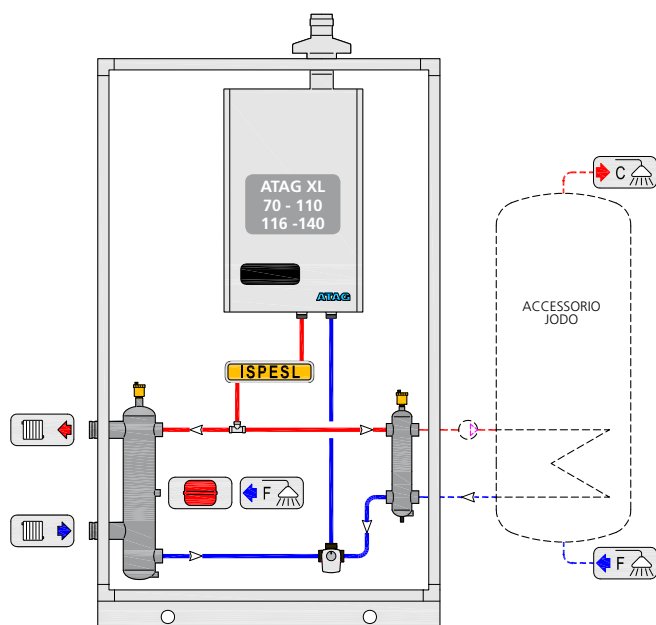 ATAG XL
70 - 110
116 -140
ATAG
C
ACCESSORIO
JODO
ISPESL
F
F